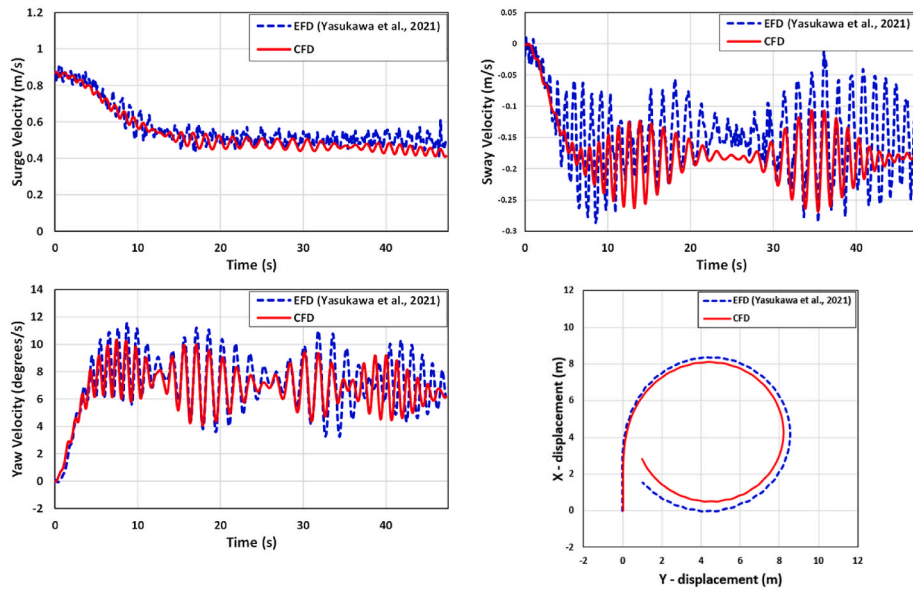 EFD (Yasukawa et al., 2021)
CFD
Surge Velocity (m/s)
1.2
1
0.8
0.6
0.4
0.2
0
0 10 20 30 40
Time (s)
EFD (Yasukawa et al., 2021)
CFD
Sway Velocity (m/s)
0.05
0
-0.05
-0.1
-0.15
-0.2
-0.25
-0.3
0 10 20 30 40
Time (s)
EFD (Yasukawa et al., 2021)
CFD
Yaw Velocity (degrees/s)
14
12
10
8
6
4
2
0
-2
0 10 20 30 40
Time (s)
EFD (Yasukawa et al., 2021)
CFD
X - displacement (m)
12
10
8
6
4
2
0
-2
-2 0 2 4 6 8 10 12
Y - displacement (m)